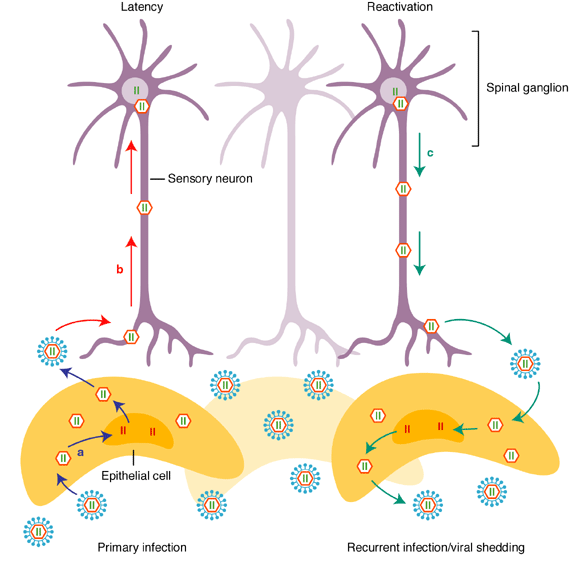 Latency
Reactivation
Spinal ganglion
c
Sensory neuron
b
a
Epithelial cell
Primary infection
Recurrent infection/viral shedding